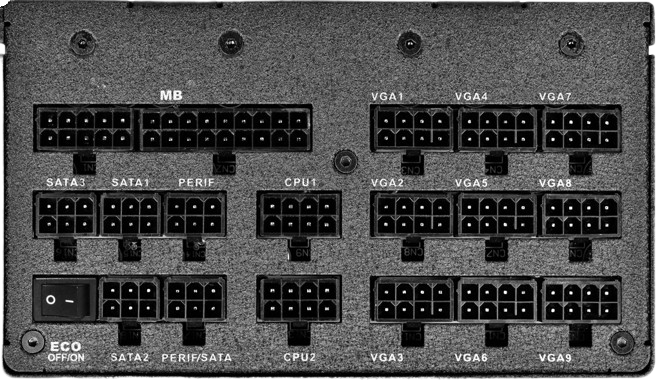 MB
VGA1 VGA4 VGA7
SATA3 SATA1 PERIF CPU1 VGA2 VGA5 VGA8
O I
ECO
OFF/ON
SATA2 PERIF/SATA CPU2 VGA3 VGA6 VGA9